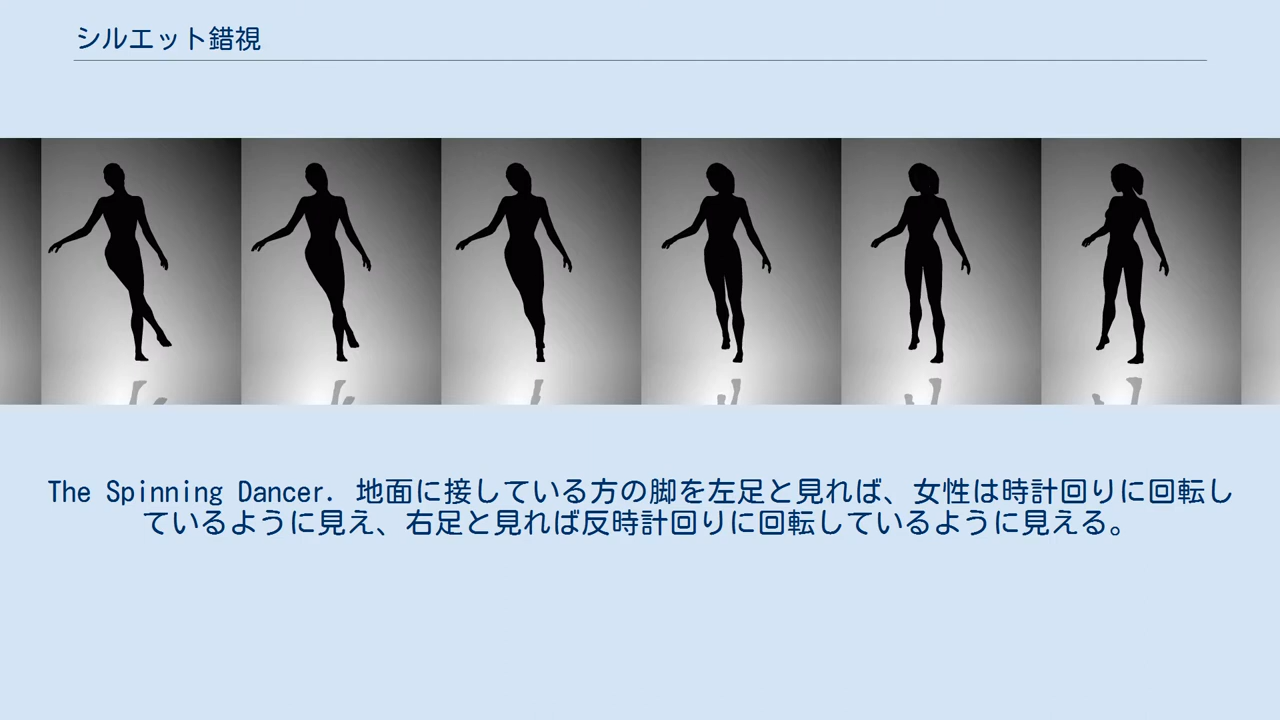 シルエット錯視
The Spinning Dancer. 地面に接している方の脚を左足と見れば、女性は時計回りに回転し
ているように見え、右足と見れば反時計回りに回転しているように見える。